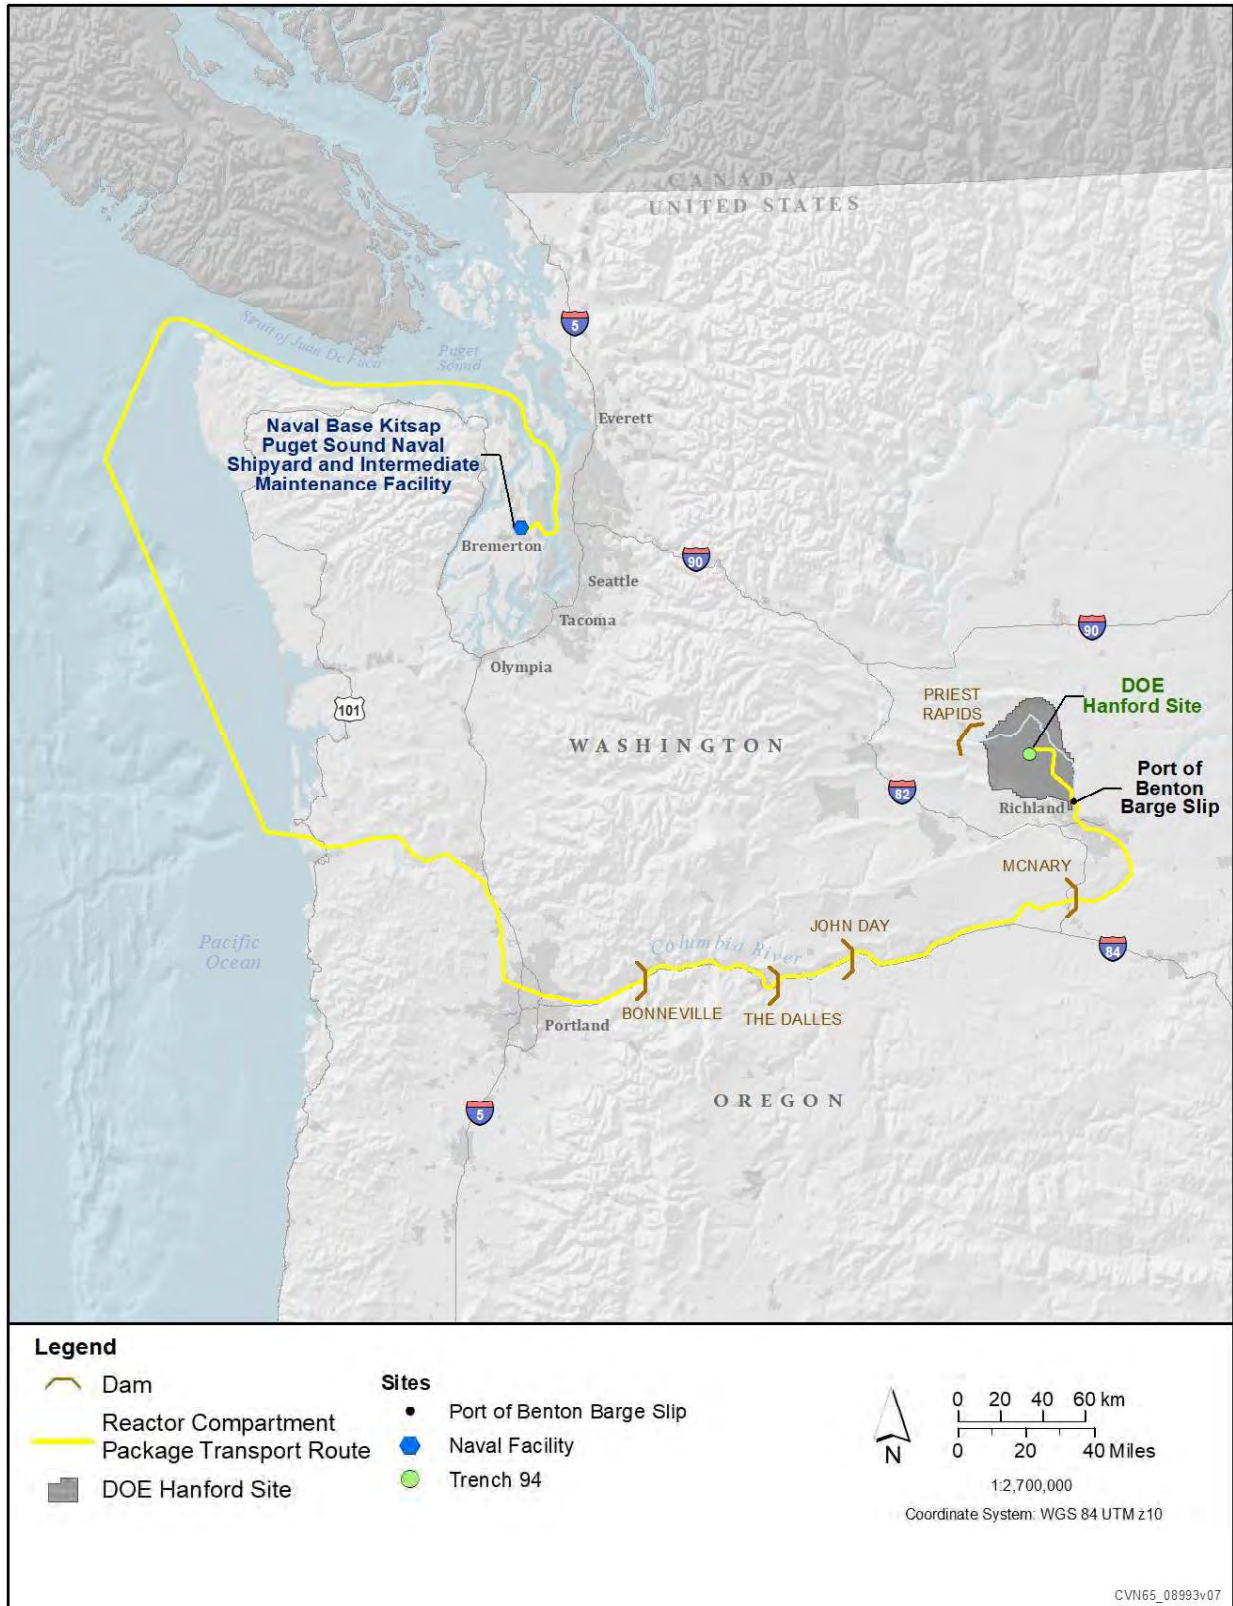 CANADA
UNITED STATES
5
Strait of Juan De Fuca
Puget
Sound
Everett
Naval Base Kitsap
Puget Sound Naval
Shipyard and Intermediate
Maintenance Facility
Bremerton
90
Seattle
Tacoma
90
Olympia
DOE
Hanford Site
PRIEST
RAPIDS
101
WASHINGTON
Port of
Benton
Barge Slip
82
Richland
MCNARY
JOHN DAY
Pacific
Ocean
Columbia River
84
BONNEVILLE
THE DALLES
Portland
OREGON
5
Legend
Dam
Reactor Compartment
Package Transport Route
DOE Hanford Site
Sites
Port of Benton Barge Slip
Naval Facility
Trench 94
N
0 20 40 60 km
0 20 40 Miles
1:2,700,000
Coordinate System: WGS 84 UTM z10
CVN65_08993v07